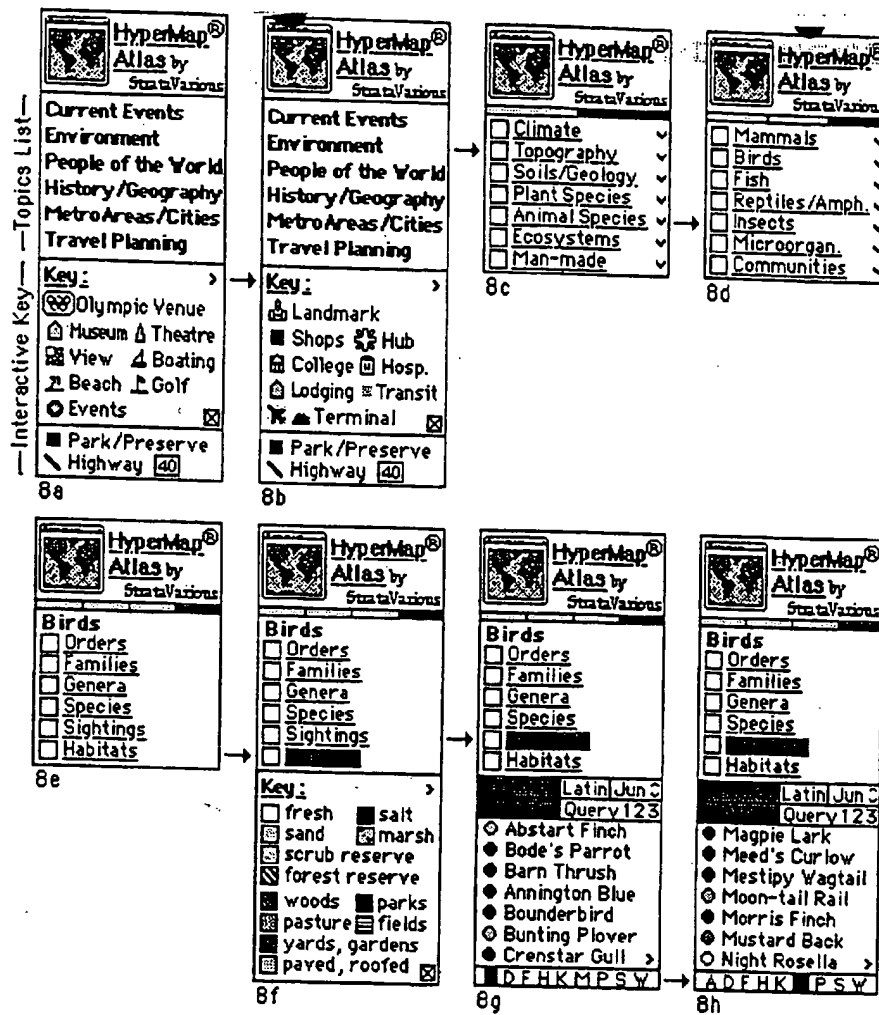 —Interactive Key— —Topics List—
HyperMap®
Atlas by
StrataVarious
Current Events
Environment
People of the World
History/Geography
Metro Areas/Cities
Travel Planning
Key: >
Olympic Venue
Museum Theatre
View Boating
Beach Golf
Events
Park/Preserve
Highway 40
8a
HyperMap®
Atlas by
StrataVarious
Current Events
Environment
People of the World
History/Geography
Metro Areas/Cities
Travel Planning
Key: >
Landmark
Shops Hub
College Hosp.
Lodging Transit
Terminal
Park/Preserve
Highway 40
8b
HyperMap®
Atlas by
StrataVarious
Climate
Topography
Soils/Geology
Plant Species
Animal Species
Ecosystems
Man-made
8c
HyperMap®
Atlas by
StrataVarious
Mammals
Birds
Fish
Reptiles/Amph.
Insects
Microorgan.
Communities
8d
HyperMap®
Atlas by
StrataVarious
Birds
Orders
Families
Genera
Species
Sightings
Habitats
8e
HyperMap®
Atlas by
StrataVarious
Birds
Orders
Families
Genera
Species
Sightings
Key: >
fresh salt
sand marsh
scrub reserve
forest reserve
woods parks
pasture fields
yards, gardens
paved, roofed
8f
HyperMap®
Atlas by
StrataVarious
Birds
Orders
Families
Genera
Species
Habitats
Latin Jun
Query 123
Abstart Finch
Bode's Parrot
Barn Thrush
Annington Blue
Bounderbird
Bunting Plover
Crenstar Gull >
D F H K M P S W
8g
HyperMap®
Atlas by
StrataVarious
Birds
Orders
Families
Genera
Species
Habitats
Latin Jun
Query 123
Magpie Lark
Meed's Curlow
Mestipy Wagtail
Moon-tail Rail
Morris Finch
Mustard Back
Night Rosella >
A D F H K P S W
8h